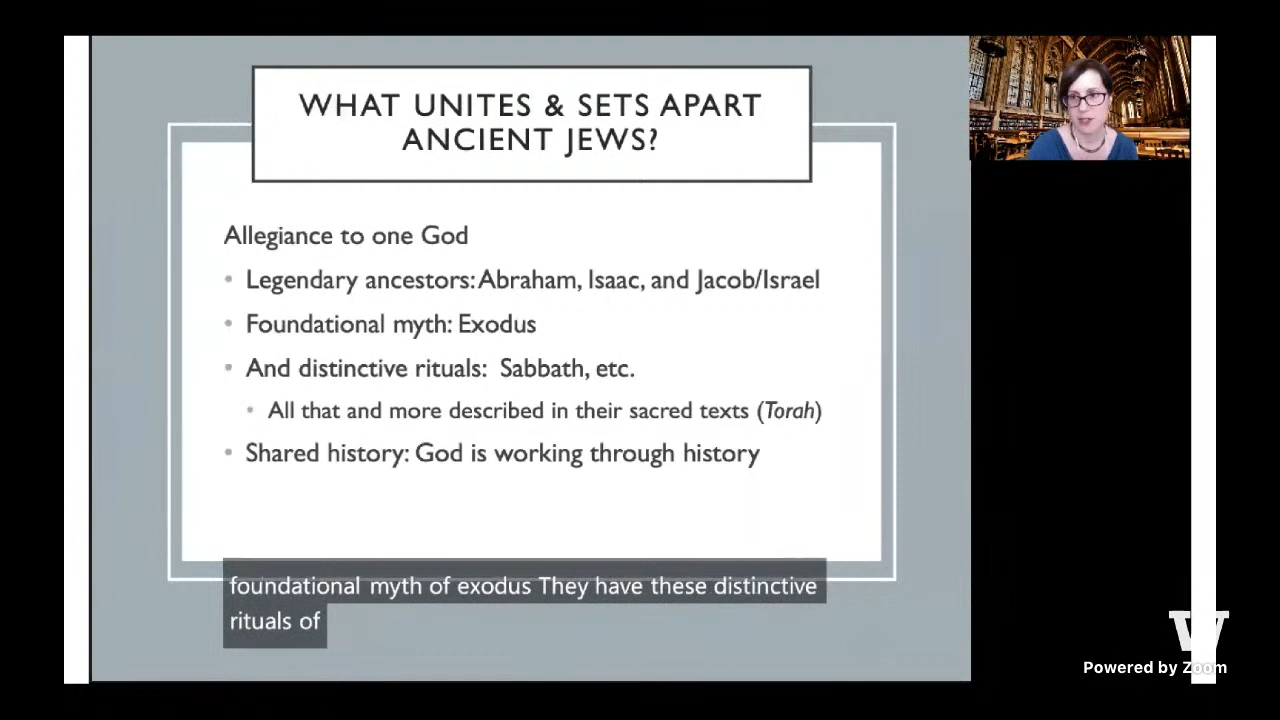 WHAT UNITES & SETS APART
ANCIENT JEWS?
Allegiance to one God
• Legendary ancestors: Abraham, Isaac, and Jacob/Israel
• Foundational myth: Exodus
• And distinctive rituals: Sabbath, etc.
• All that and more described in their sacred texts (Torah)
• Shared history: God is working through history
foundational myth of exodus They have these distinctive
rituals of
W
Powered by Zoom